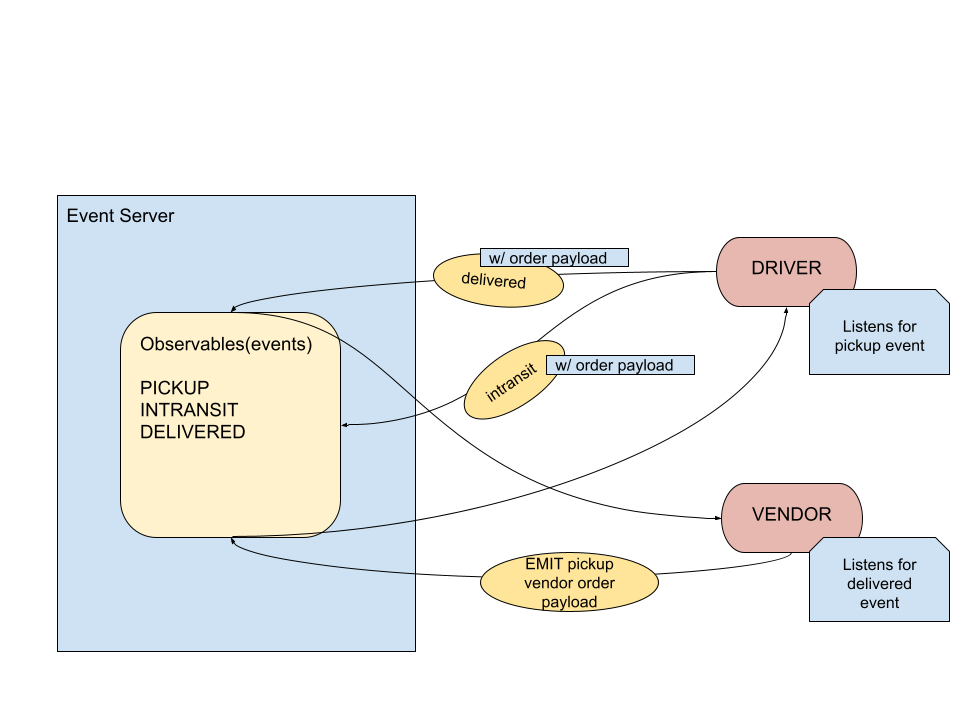 Event Server
w/ order payload
delivered
DRIVER
Listens for
pickup event
Observables(events)
PICKUP
INTRANSIT
DELIVERED
w/ order payload
intransit
VENDOR
EMIT pickup
vendor order
payload
Listens for
delivered
event